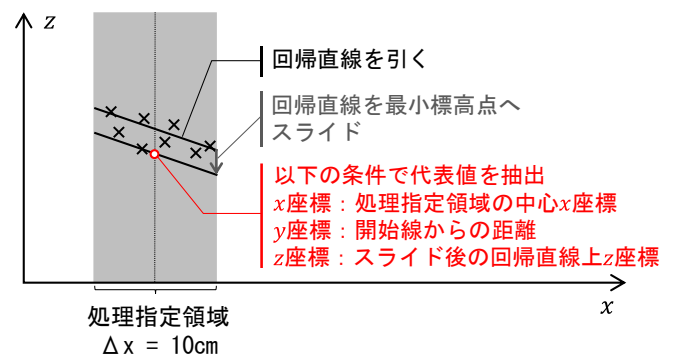 z
回帰直線を引く
回帰直線を最小標高点へ
スライド
以下の条件で代表値を抽出
x座標：処理指定領域の中心x座標
y座標：開始線からの距離
z座標：スライド後の回帰直線上z座標
x
処理指定領域
Δx = 10cm